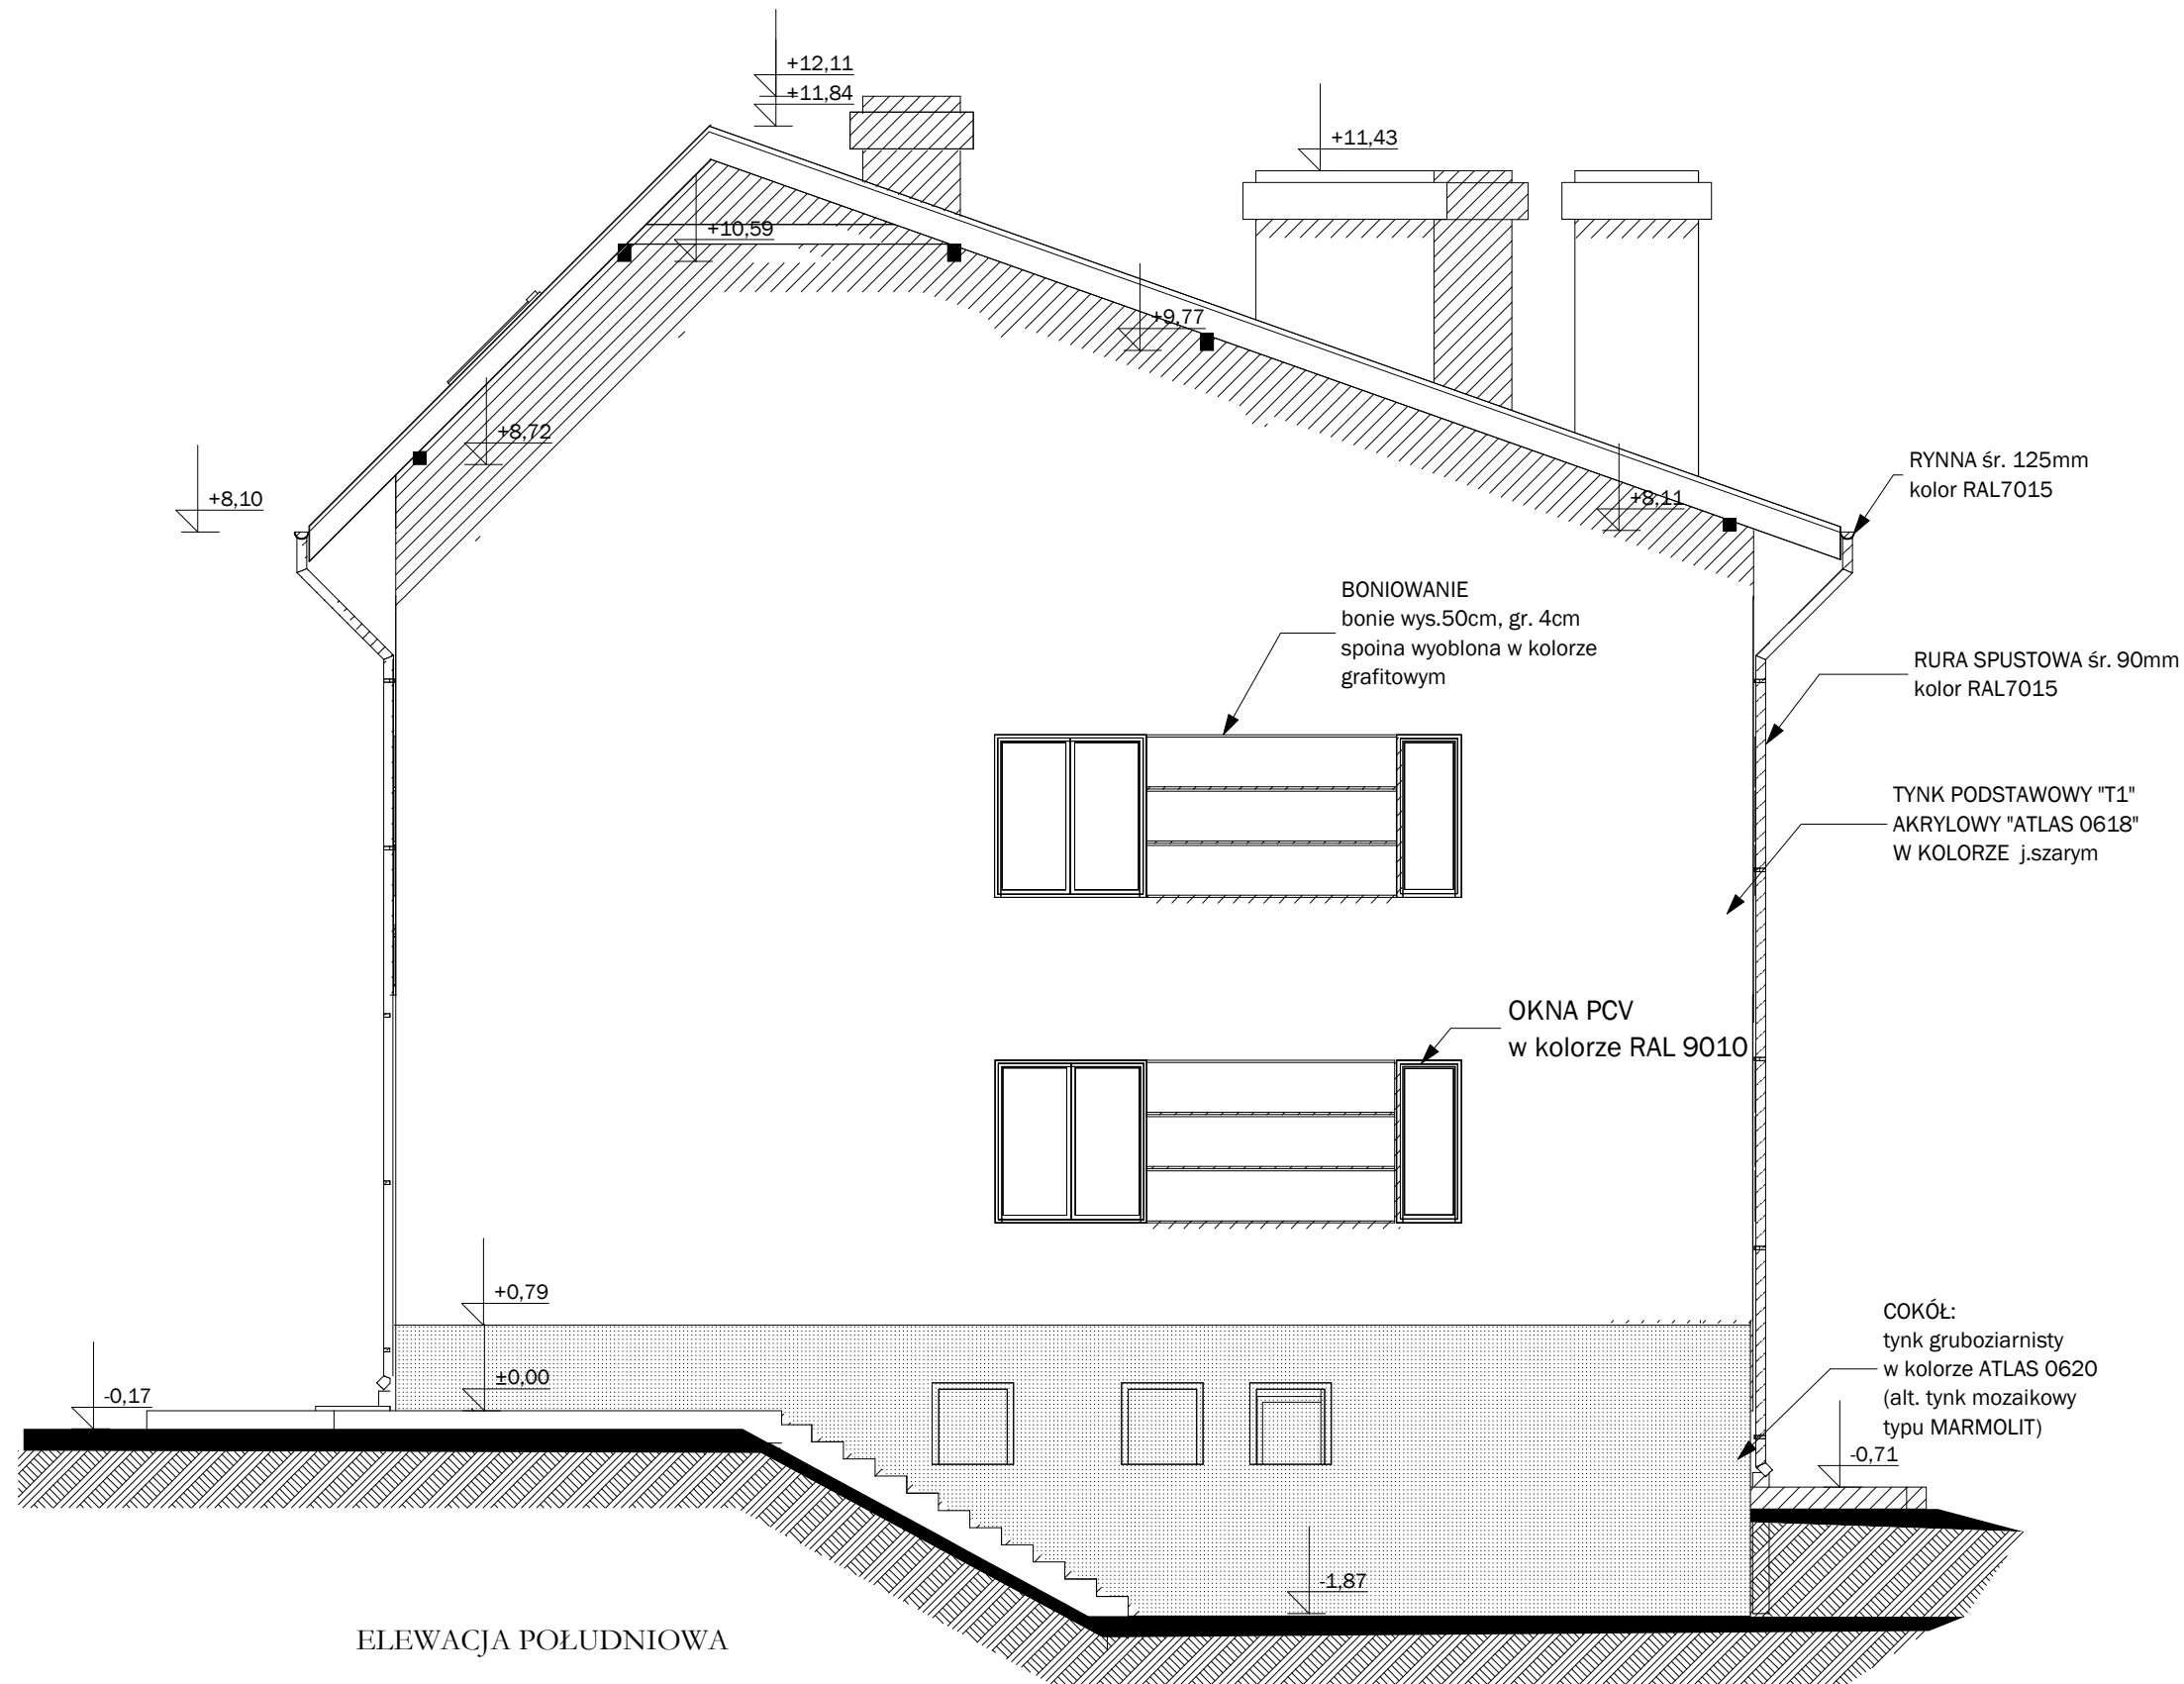 +12,11
+11,84
+11,43
+10,59
+9,77
+8,72
+8,10
+8,11
RYNNA śr. 125mm
kolor RAL7015
BONIOWANIE
bonie wys.50cm, gr. 4cm
spoina wyoblona w kolorze
grafitowym
RURA SPUSTOWA śr. 90mm
kolor RAL7015
TYNK PODSTAWOWY "T1"
AKRYLOWY "ATLAS 0618"
W KOLORZE j.szarym
OKNA PCV
w kolorze RAL 9010
+0,79
±0,00
-0,17
COKÓŁ:
tynk gruboziarnisty
w kolorze ATLAS 0620
(alt. tynk mozaikowy
typu MARMOLIT)
-0,71
-1,87
ELEWACJA POŁUDNIOWA